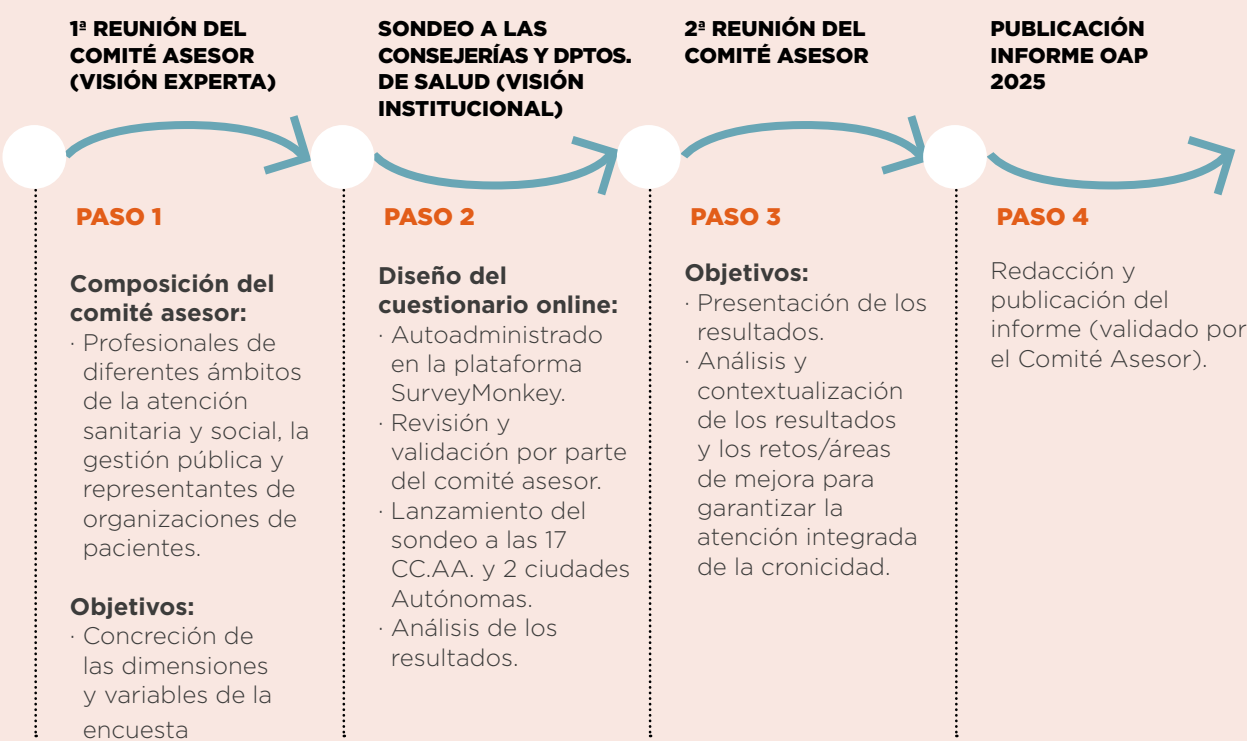 1ª REUNIÓN DEL
COMITÉ ASESOR
(VISIÓN EXPERTA)
PASO 1
Composición del
comité asesor:
· Profesionales de
diferentes ámbitos
de la atención
sanitaria y social, la
gestión pública y
representantes de
organizaciones de
pacientes.
Objetivos:
· Concreción de
las dimensiones
y variables de la
encuesta
SONDEO A LAS
CONSEJERÍAS Y DPTOS.
DE SALUD (VISIÓN
INSTITUCIONAL)
PASO 2
Diseño del
cuestionario online:
· Autoadministrado
en la plataforma
SurveyMonkey.
· Revisión y
validación por parte
del comité asesor.
· Lanzamiento del
sondeo a las 17
CC.AA. y 2 ciudades
Autónomas.
· Análisis de los
resultados.
2ª REUNIÓN DEL
COMITÉ ASESOR
PASO 3
Objetivos:
· Presentación de los
resultados.
· Análisis y
contextualización
de los resultados
y los retos/áreas
de mejora para
garantizar la
atención integrada
de la cronicidad.
PUBLICACIÓN
INFORME OAP
2025
PASO 4
Redacción y
publicación del
informe (validado por
el Comité Asesor).